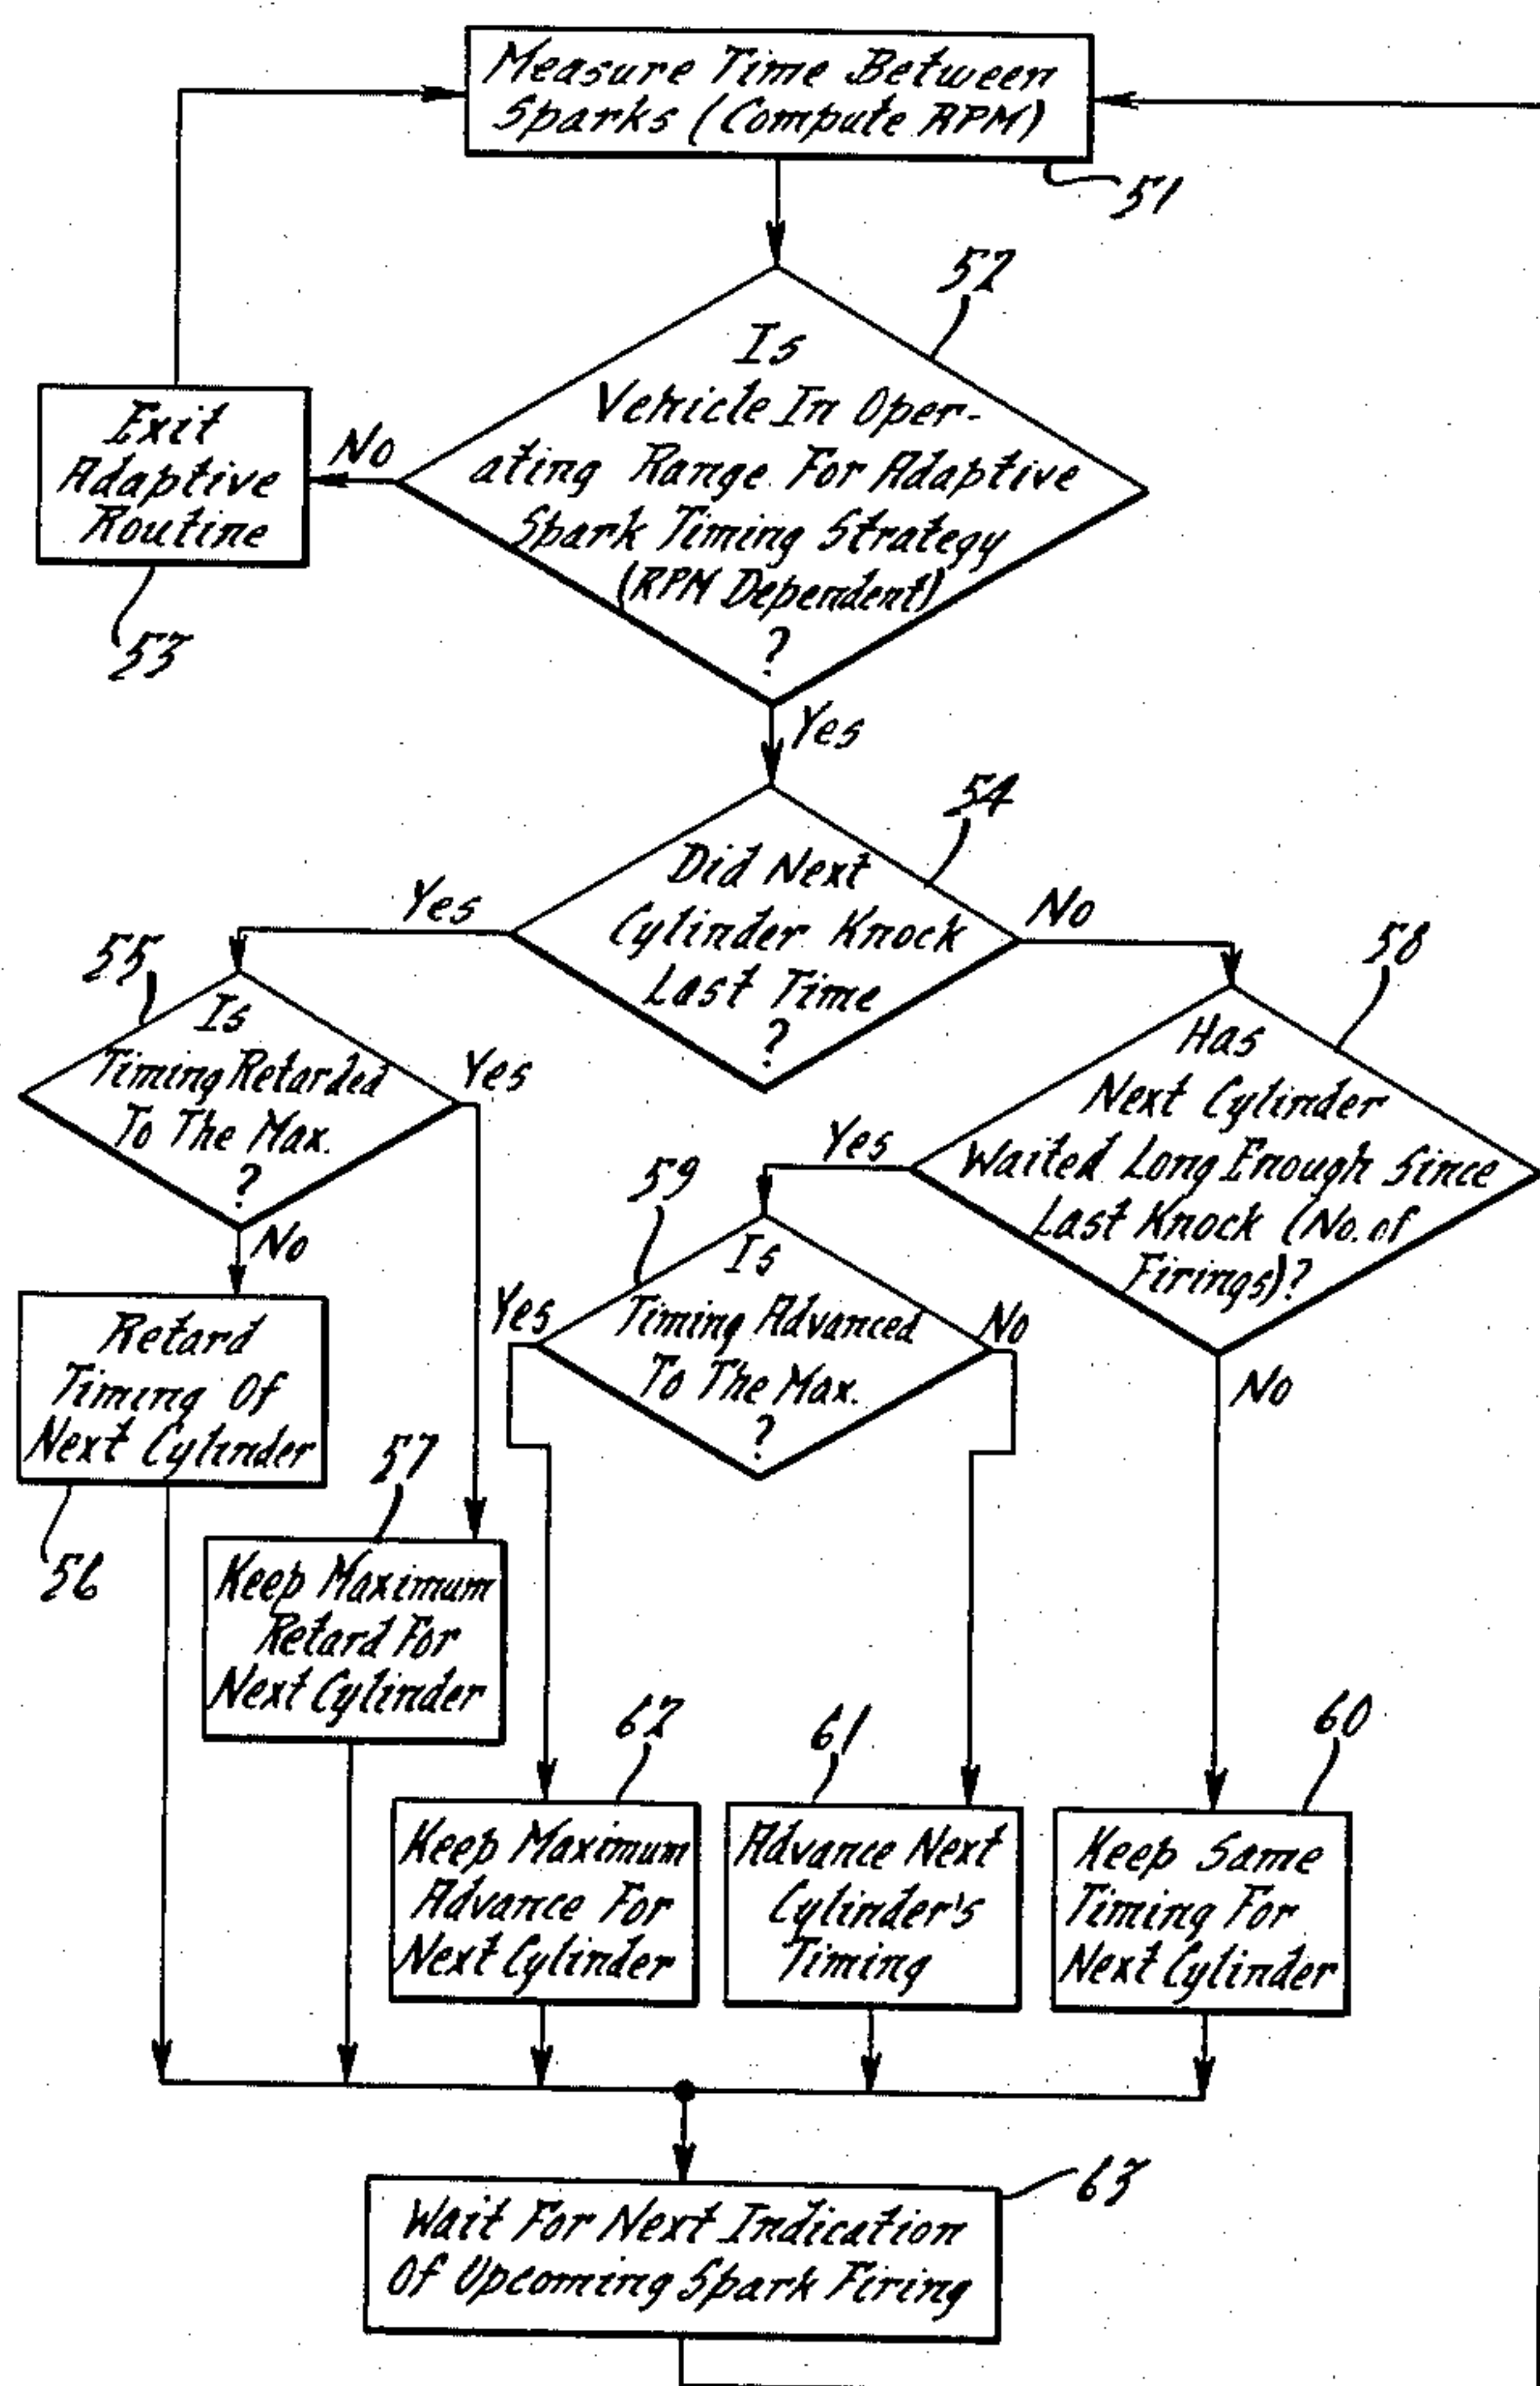 Measure Time Between
Sparks (Compute RPM)
51
52
Is
Vehicle In Oper-
ating Range For Adaptive
Spark Timing Strategy
(RPM Dependent)
?
No
Exit
Adaptive
Routine
53
Yes
54
Did Next
Cylinder Knock
Last Time
?
Yes
No
55
Is
Timing Retarded
To The Max.
?
Yes
No
58
Has
Next Cylinder
Waited Long Enough Since
Last Knock (No. of
Firings)?
Yes
No
59
Is
Timing Advanced
To The Max.
?
Yes
No
Retard
Timing Of
Next Cylinder
56
57
Keep Maximum
Retard For
Next Cylinder
62
Keep Maximum
Advance For
Next Cylinder
61
Advance Next
Cylinder's
Timing
60
Keep Same
Timing For
Next Cylinder
63
Wait For Next Indication
Of Upcoming Spark Firing